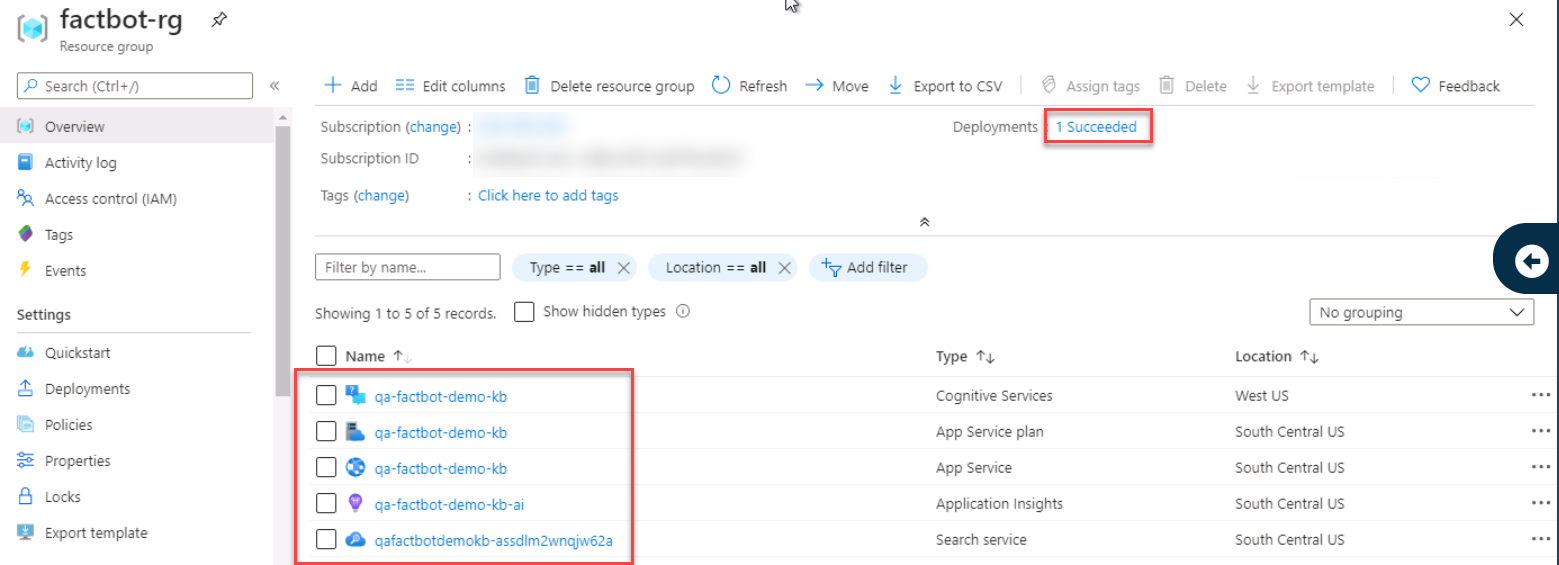 factbot-rg
Resource group
Search (Ctrl+/)
«
Overview
Activity log
Access control (IAM)
Tags
Events
Settings
Quickstart
Deployments
Policies
Properties
Locks
Export template
Add Edit columns Delete resource group Refresh Move Export to CSV Assign tags Delete Export template Feedback
Subscription (change) :
Deployments : 1 Succeeded
Subscription ID :
Tags (change) : Click here to add tags
Filter by name... Type == all Location == all Add filter
Showing 1 to 5 of 5 records. Show hidden types No grouping
Name Type Location
qa-factbot-demo-kb Cognitive Services West US
qa-factbot-demo-kb App Service plan South Central US
qa-factbot-demo-kb App Service South Central US
qa-factbot-demo-kb-ai Application Insights South Central US
qafactbotdemokb-assdlm2wnqjw62a Search service South Central US